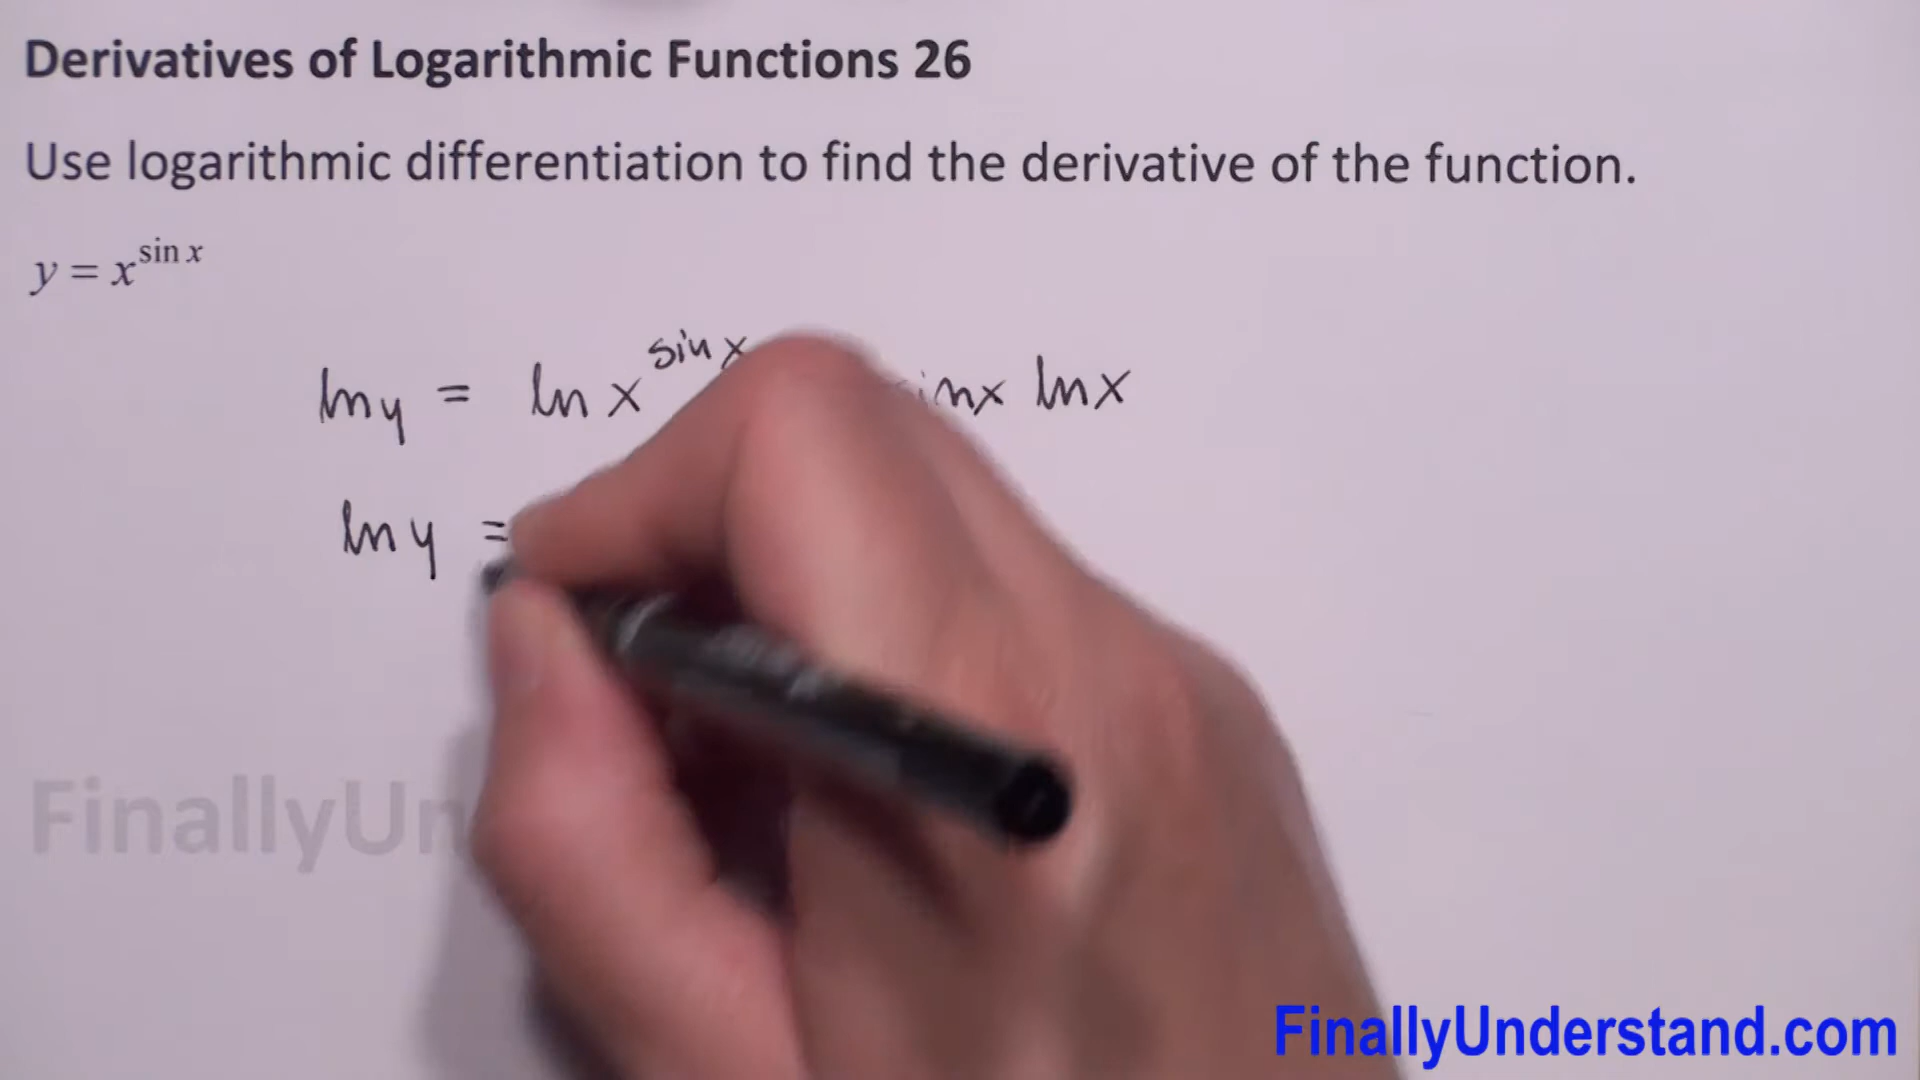 Derivatives of Logarithmic Functions 26
Use logarithmic differentiation to find the derivative of the function.
y = x^sin x
ln y = ln x^sin x inx ln x
ln y =
FinallyUn
FinallyUnderstand.com